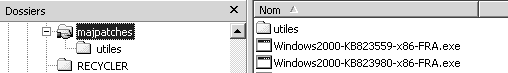 Dossiers
majpatches
utiles
RECYCLER
Nom
utiles
Windows2000-KB823559-x86-FRA.exe
Windows2000-KB823980-x86-FRA.exe